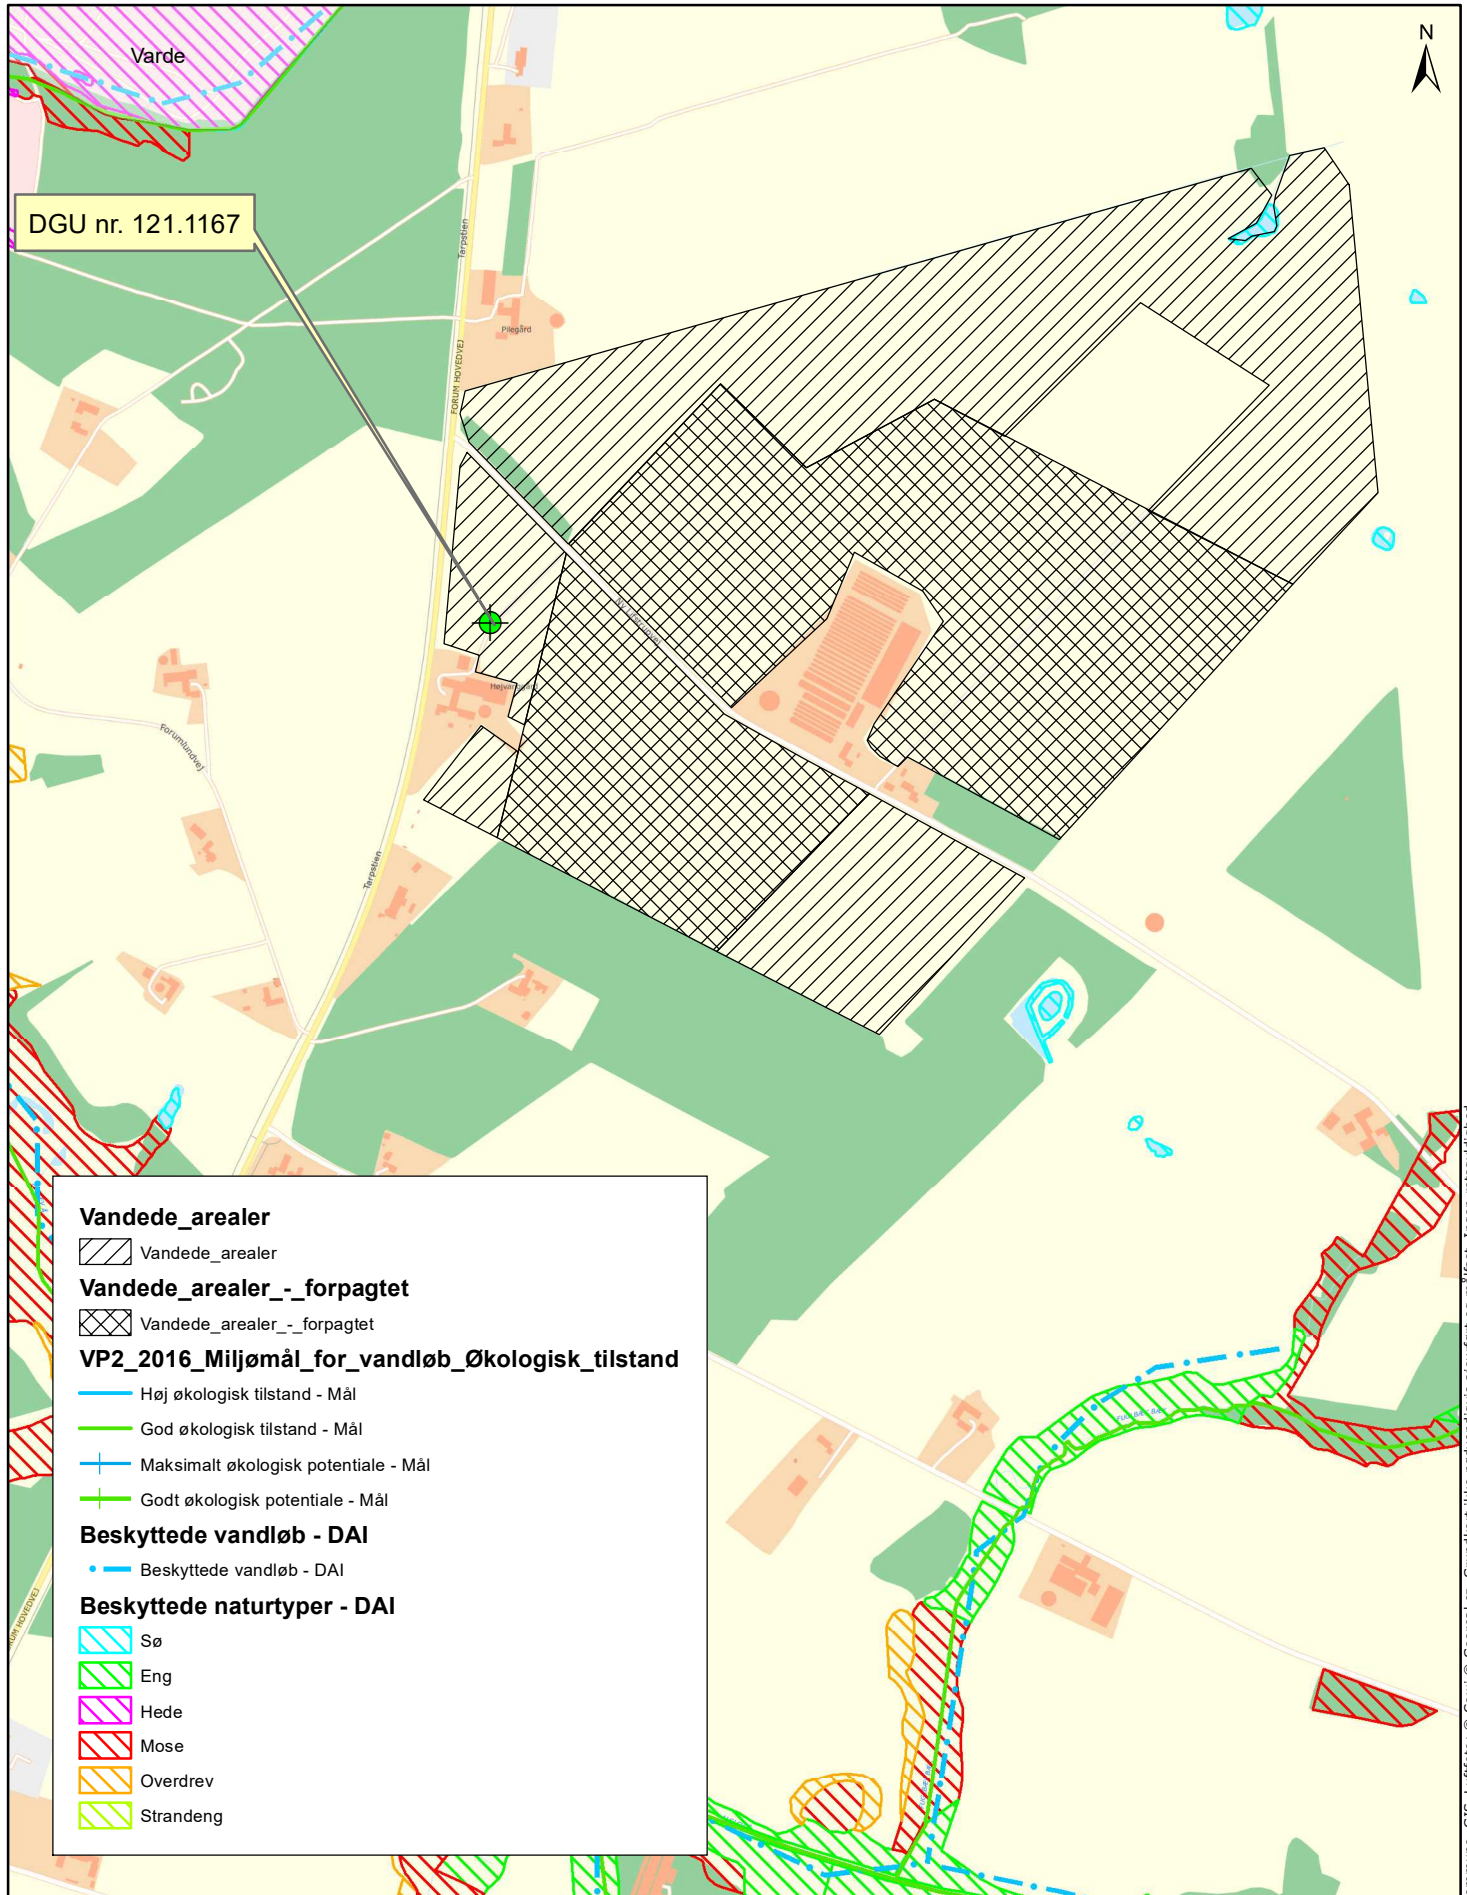 Varde
N
DGU nr. 121.1167
Tarpstien
Pilegård
FORUM HOVEDVEJ
Forumlundvej
Tarpstien
Vandede_arealer
Vandede_arealer
Vandede_arealer_-_forpagtet
Vandede_arealer_-_forpagtet
VP2_2016_Miljømål_for_vandløb_Økologisk_tilstand
Høj økologisk tilstand - Mål
God økologisk tilstand - Mål
Maksimalt økologisk potentiale - Mål
Godt økologisk potentiale - Mål
Beskyttede vandløb - DAI
Beskyttede vandløb - DAI
Beskyttede naturtyper - DAI
Sø
Eng
Hede
Mose
Overdrev
Strandeng